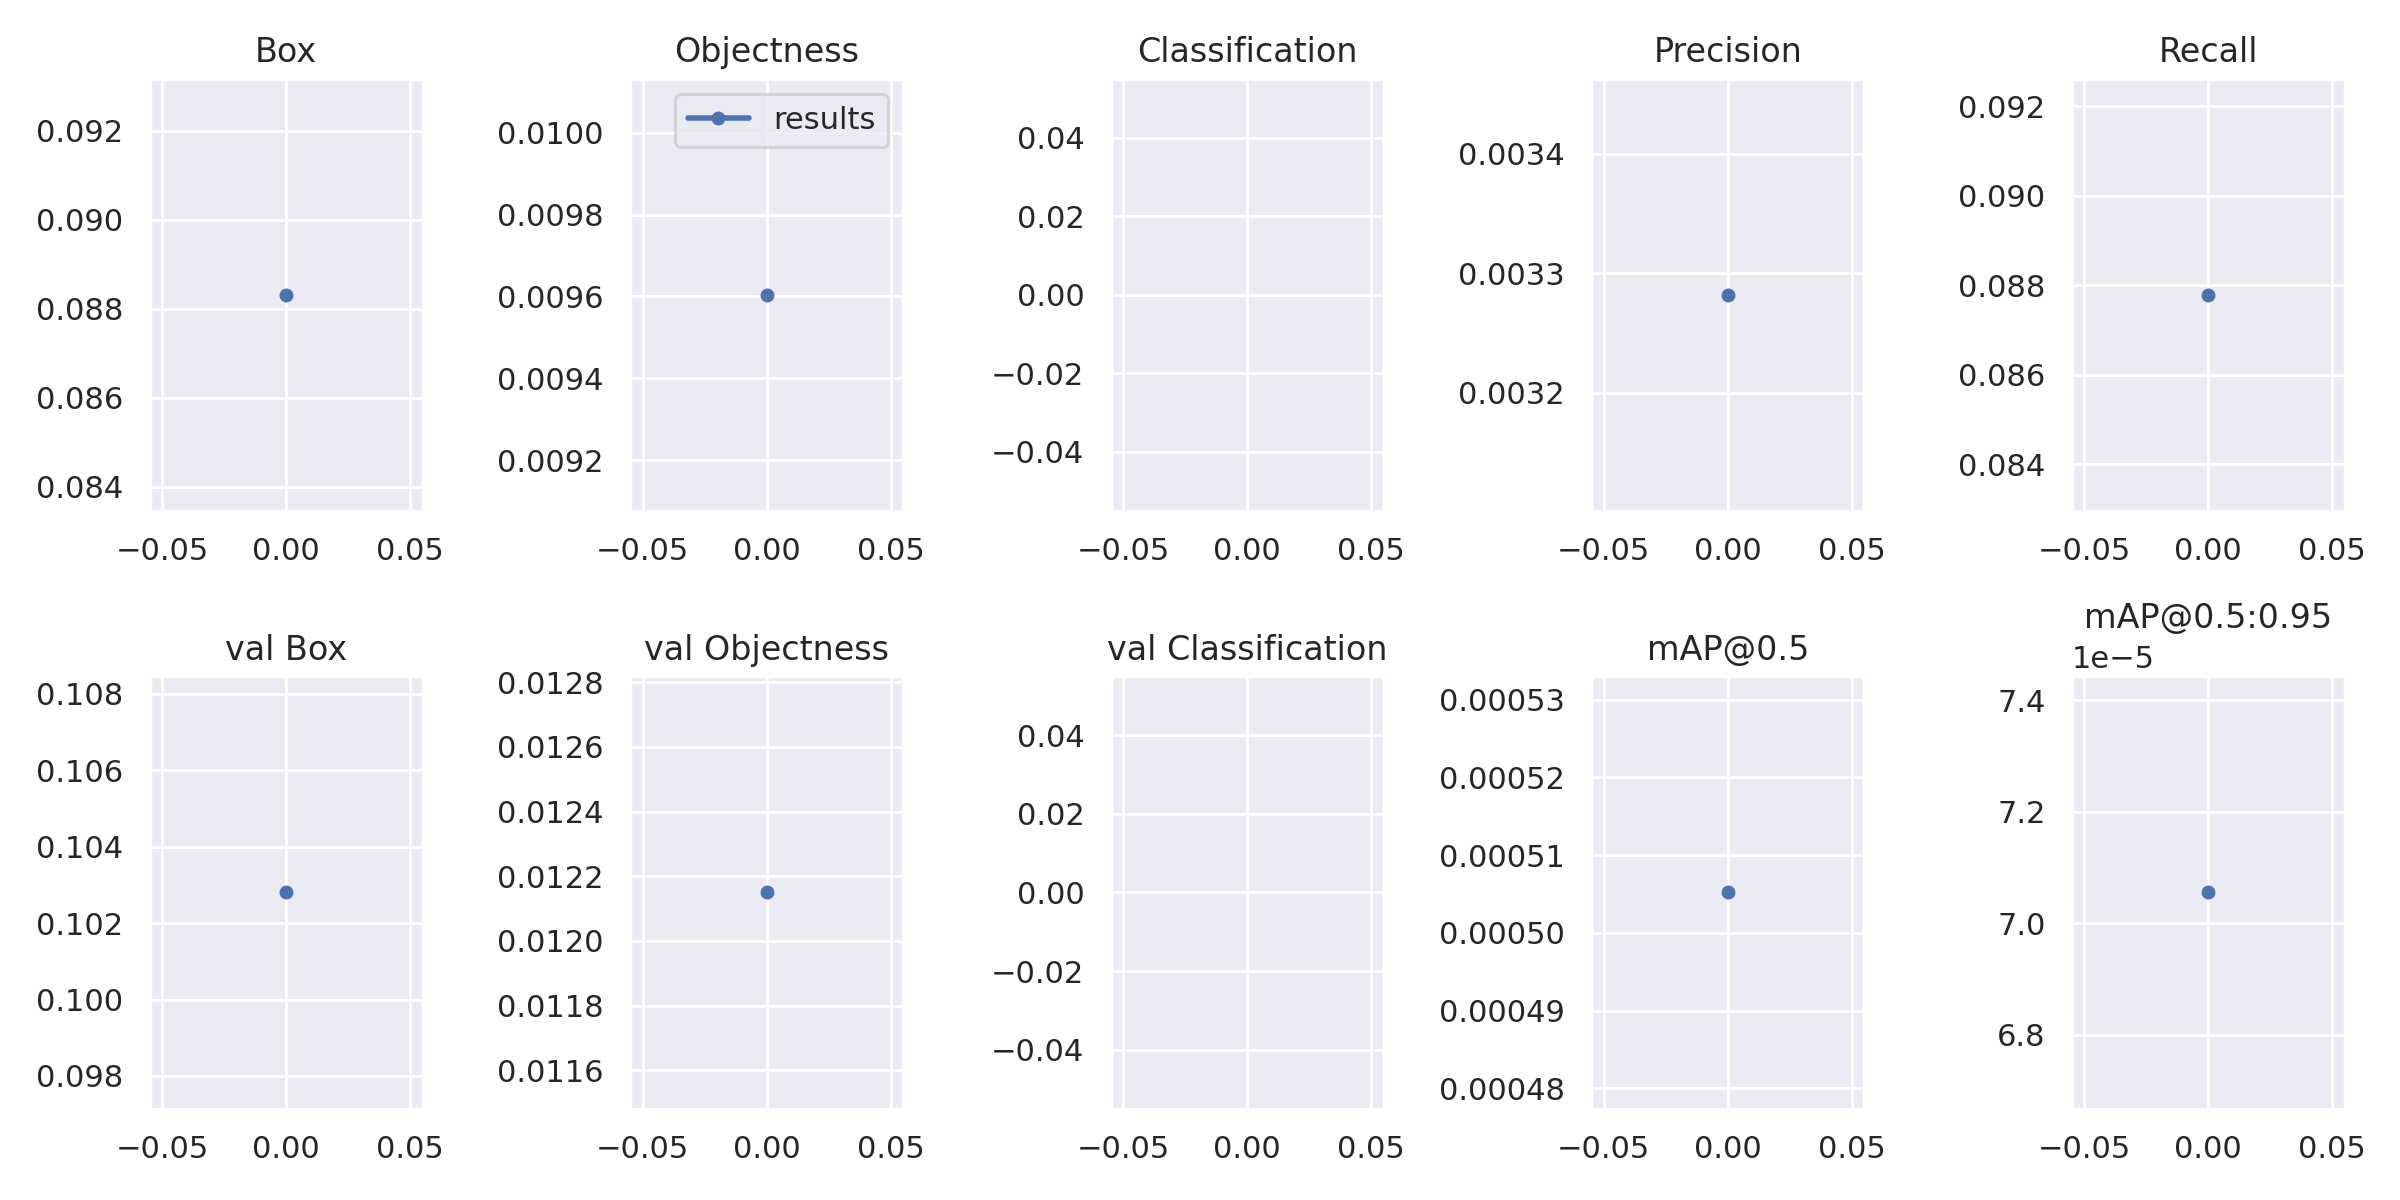 Box
0.092
0.090
0.088
0.086
0.084
−0.05 0.00 0.05
Objectness
results
0.0100
0.0098
0.0096
0.0094
0.0092
−0.05 0.00 0.05
Classification
0.04
0.02
0.00
−0.02
−0.04
−0.05 0.00 0.05
Precision
0.0034
0.0033
0.0032
−0.05 0.00 0.05
Recall
0.092
0.090
0.088
0.086
0.084
−0.05 0.00 0.05
val Box
0.108
0.106
0.104
0.102
0.100
0.098
−0.05 0.00 0.05
val Objectness
0.0128
0.0126
0.0124
0.0122
0.0120
0.0118
0.0116
−0.05 0.00 0.05
val Classification
0.04
0.02
0.00
−0.02
−0.04
−0.05 0.00 0.05
mAP@0.5
0.00053
0.00052
0.00051
0.00050
0.00049
0.00048
−0.05 0.00 0.05
mAP@0.5:0.95
1e−5
7.4
7.2
7.0
6.8
−0.05 0.00 0.05